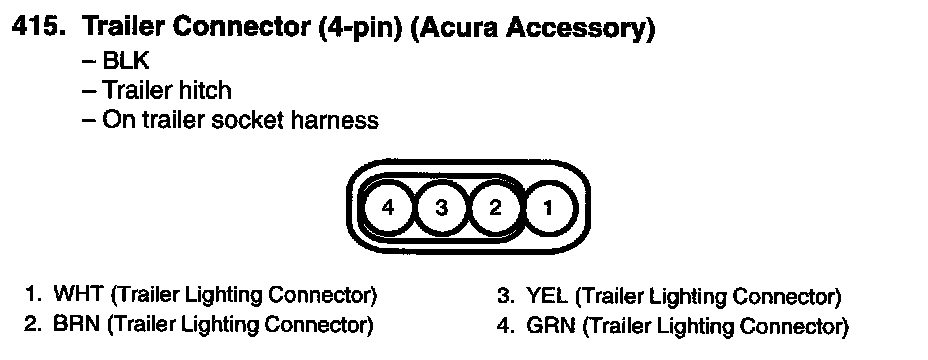 415. Trailer Connector (4-pin) (Acura Accessory)
– BLK
– Trailer hitch
– On trailer socket harness
4 3 2 1
1. WHT (Trailer Lighting Connector)
2. BRN (Trailer Lighting Connector)
3. YEL (Trailer Lighting Connector)
4. GRN (Trailer Lighting Connector)